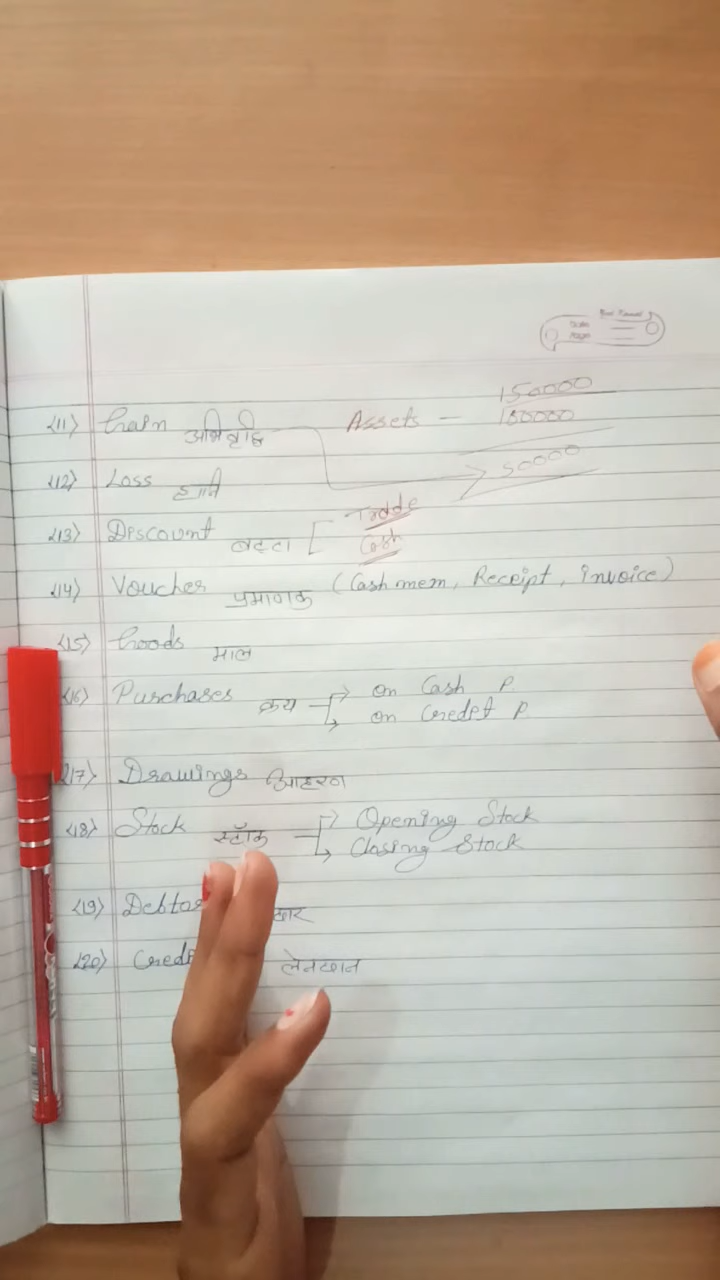 150000
<11> Gain अभिवृद्धि Assets - 100000
<12> Loss हानि 50000
Trade
<13> Discount बट्टा Cash
<14> Voucher प्रमाणक (Cash mem, Receipt, invoice)
<15> Goods माल
<16> Purchases क्रय on Cash P
on Credit P
<17> Drawings आहरण
<18> Stock स्टॉक Opening Stock
Closing Stock
<19>
<20> लेनदान